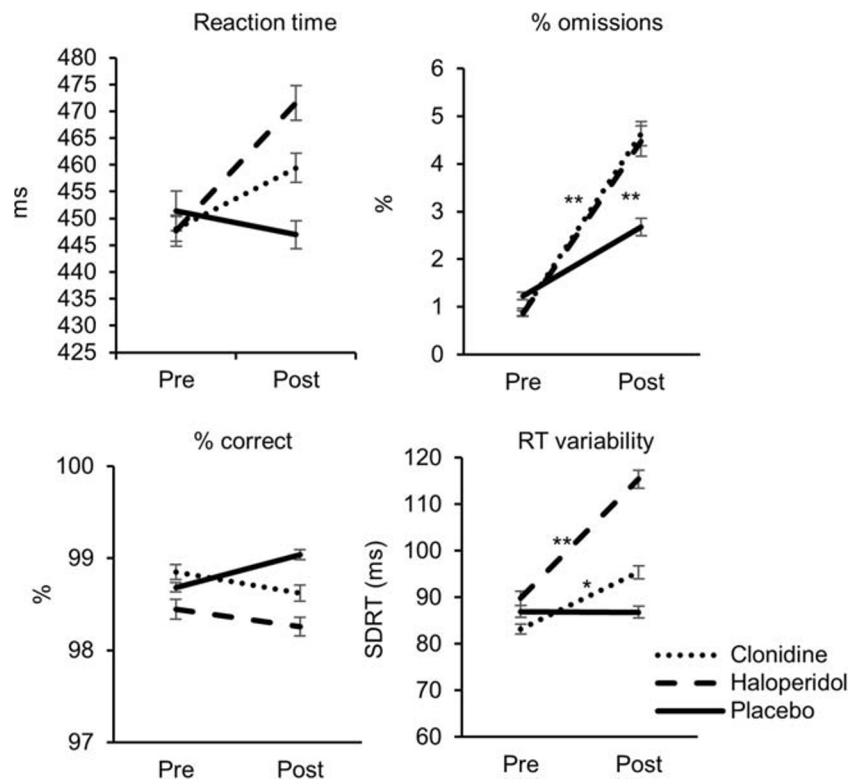 Reaction time
480
475
470
465
460
455
450
445
440
435
430
425
ms
Pre Post
% omissions
6
5
4
3
2
1
0
%
** **
Pre Post
% correct
100
99
98
97
%
Pre Post
RT variability
120
110
100
90
80
70
60
SDRT (ms)
**
*
Pre Post
Clonidine
Haloperidol
Placebo